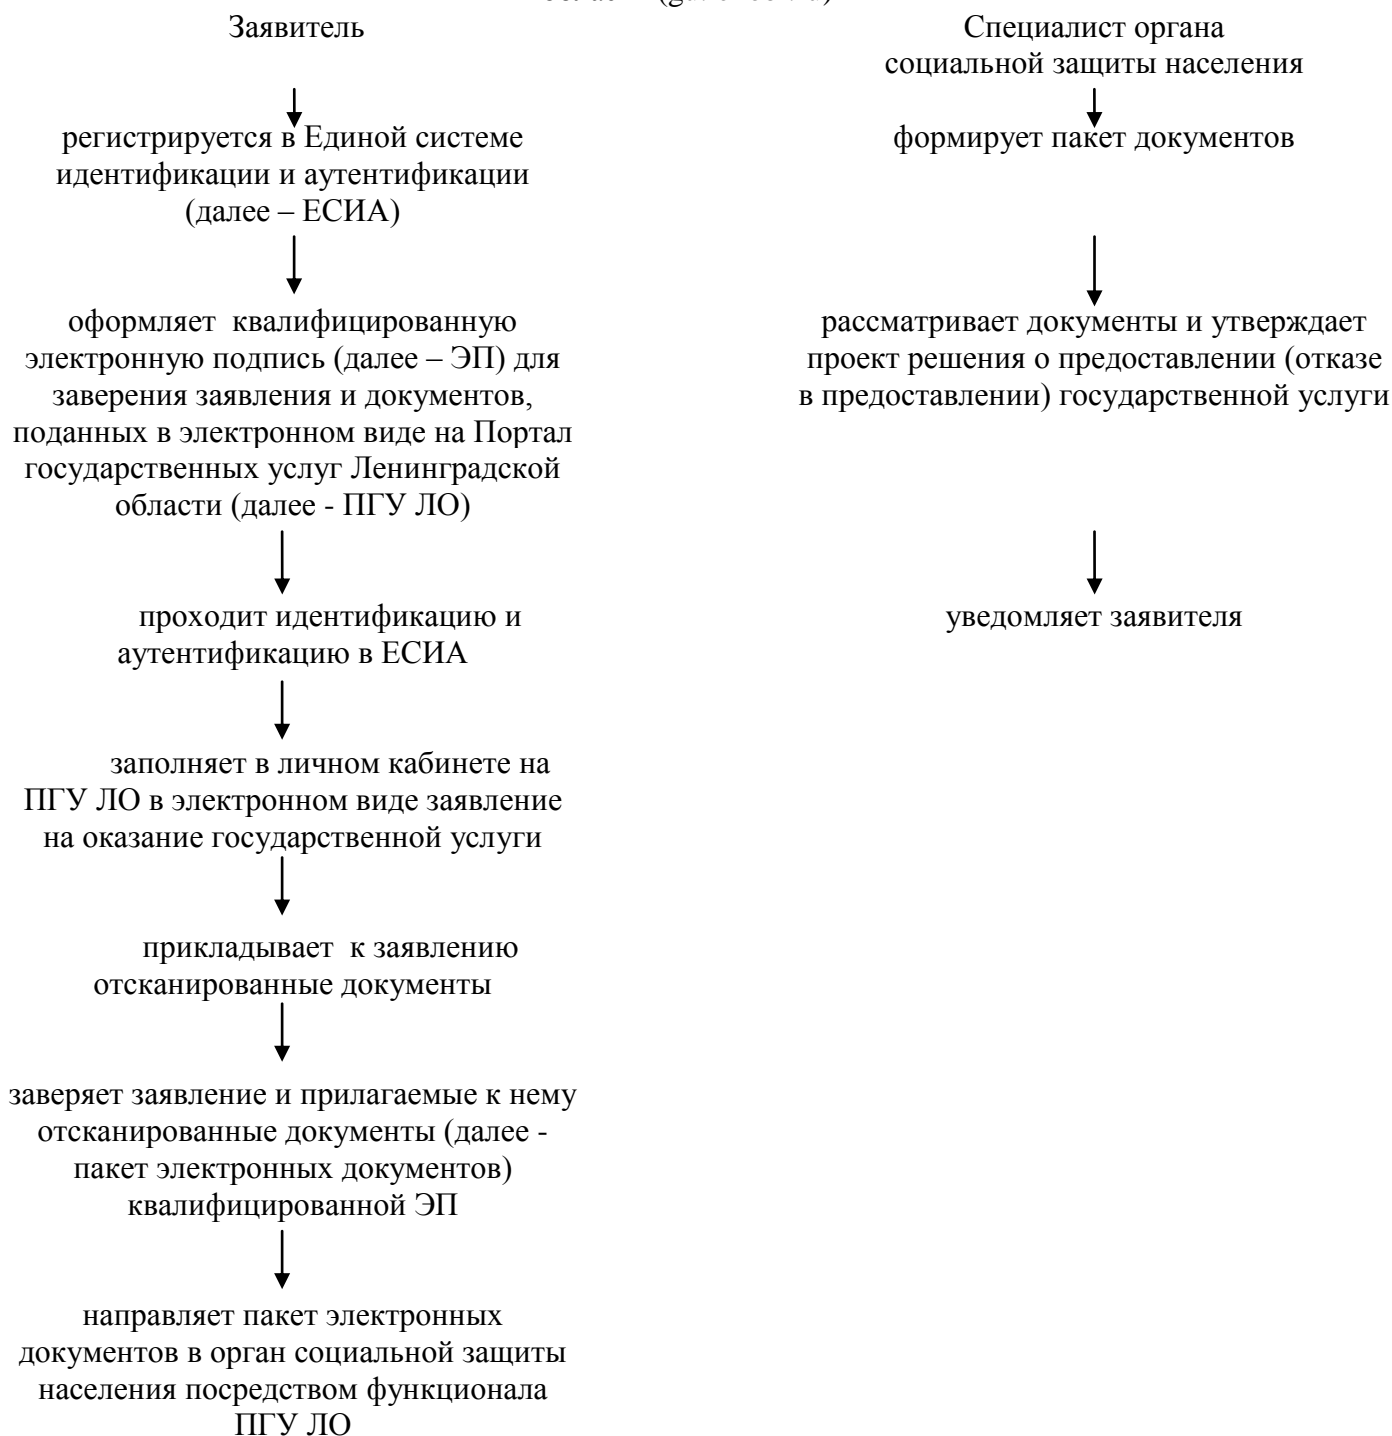 Заявитель
регистрируется в Единой системе
идентификации и аутентификации
(далее – ЕСИА)
оформляет квалифицированную
электронную подпись (далее – ЭП) для
заверения заявления и документов,
поданных в электронном виде на Портал
государственных услуг Ленинградской
области (далее - ПГУ ЛО)
проходит идентификацию и
аутентификацию в ЕСИА
заполняет в личном кабинете на
ПГУ ЛО в электронном виде заявление
на оказание государственной услуги
прикладывает к заявлению
отсканированные документы
заверяет заявление и прилагаемые к нему
отсканированные документы (далее -
пакет электронных документов)
квалифицированной ЭП
направляет пакет электронных
документов в орган социальной защиты
населения посредством функционала
ПГУ ЛО
Специалист органа
социальной защиты населения
формирует пакет документов
рассматривает документы и утверждает
проект решения о предоставлении (отказе
в предоставлении) государственной услуги
уведомляет заявителя